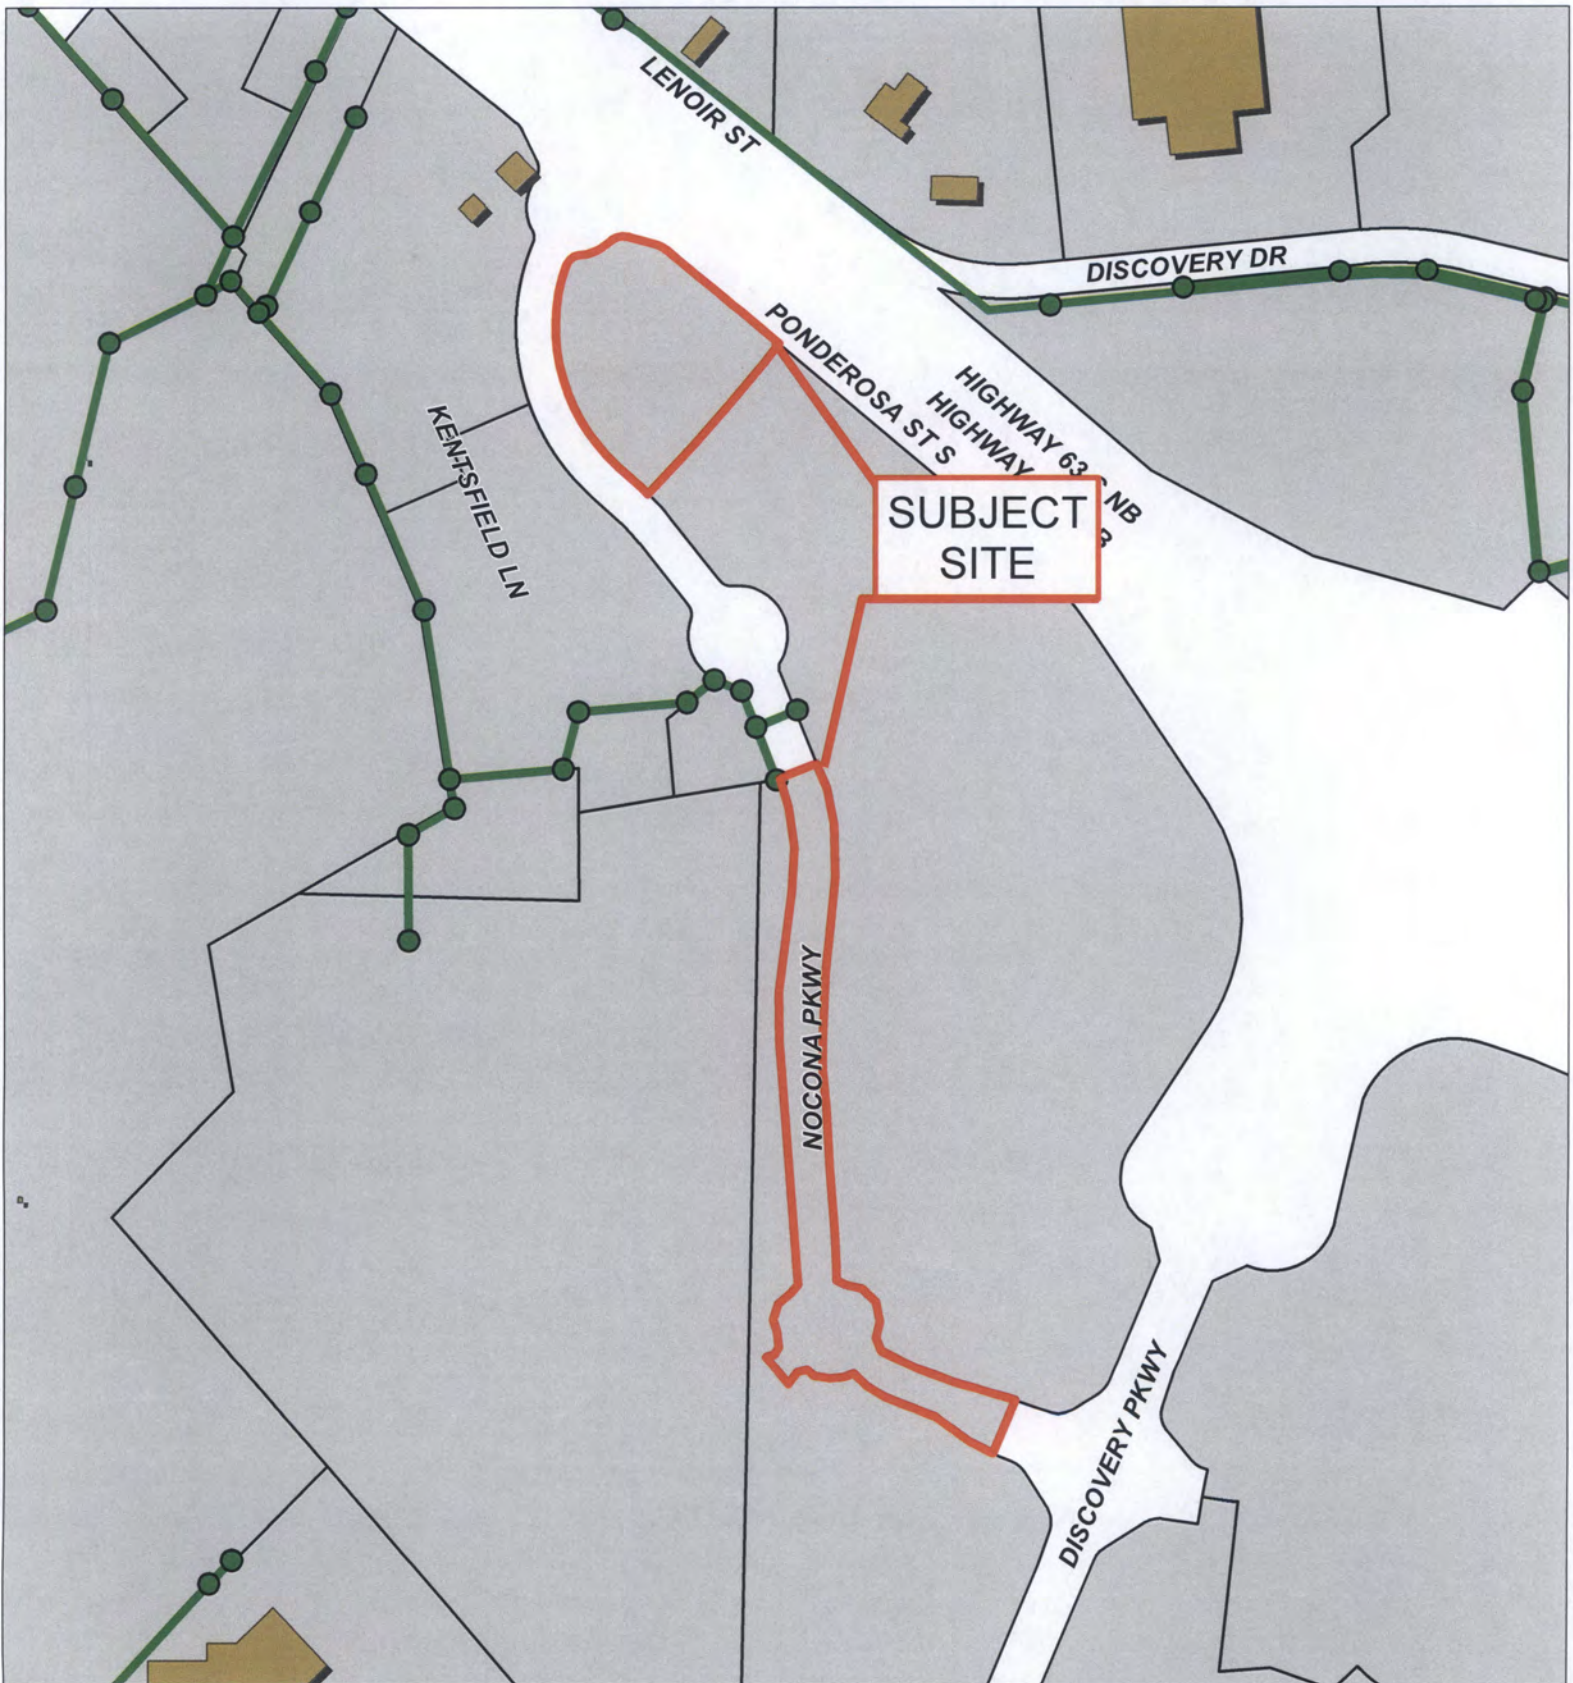 LENOIR ST
DISCOVERY DR
PONDEROSA ST S
HIGHWAY 63
HIGHWAY
NB
KENTSFIELD LN
SUBJECT
SITE
NOCONA PKWY
DISCOVERY PKWY